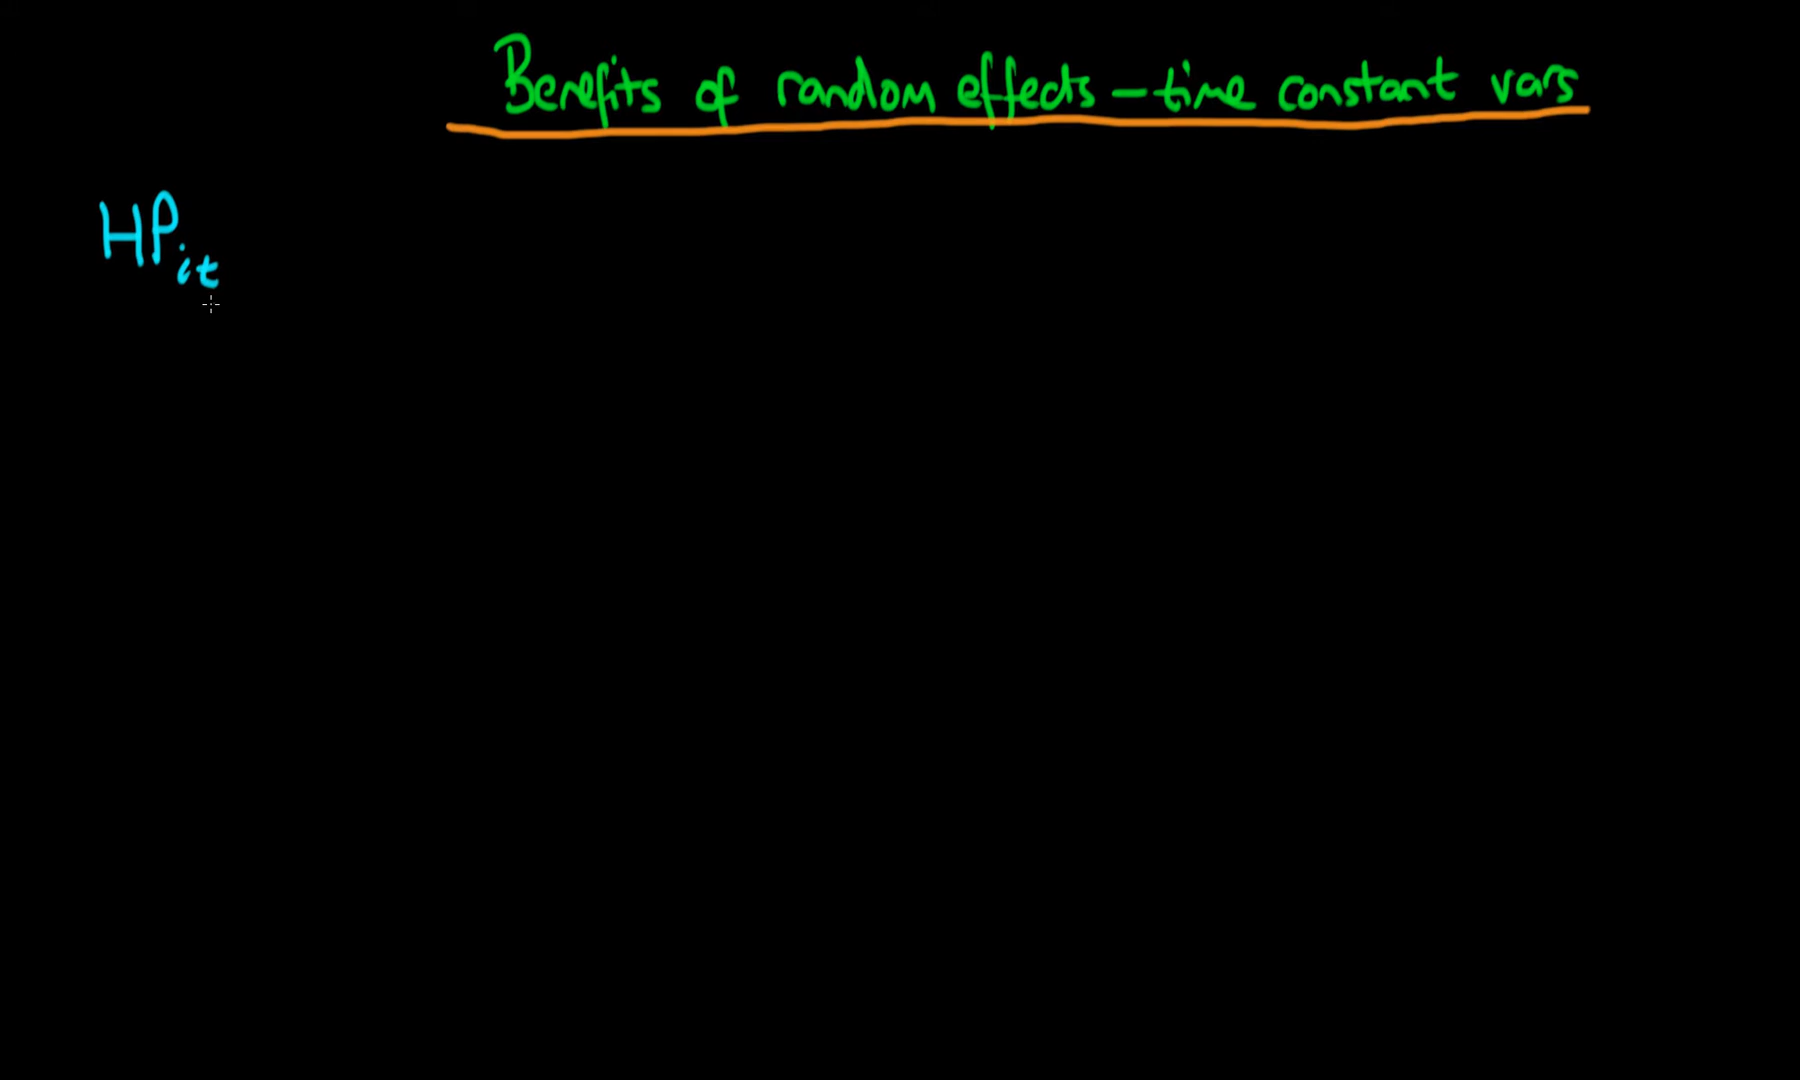 Benefits of random effects – time constant vars
HPit